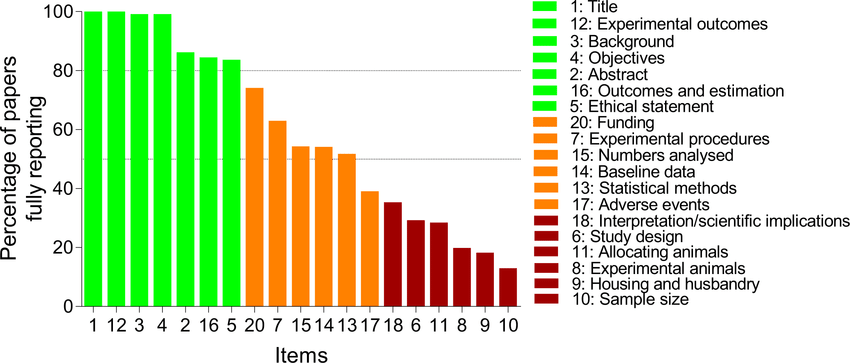 Percentage of papers
fully reporting
100
80
60
40
20
0
1 12 3 4 2 16 5 20 7 15 14 13 17 18 6 11 8 9 10
Items
1: Title
12: Experimental outcomes
3: Background
4: Objectives
2: Abstract
16: Outcomes and estimation
5: Ethical statement
20: Funding
7: Experimental procedures
15: Numbers analysed
14: Baseline data
13: Statistical methods
17: Adverse events
18: Interpretation/scientific implications
6: Study design
11: Allocating animals
8: Experimental animals
9: Housing and husbandry
10: Sample size